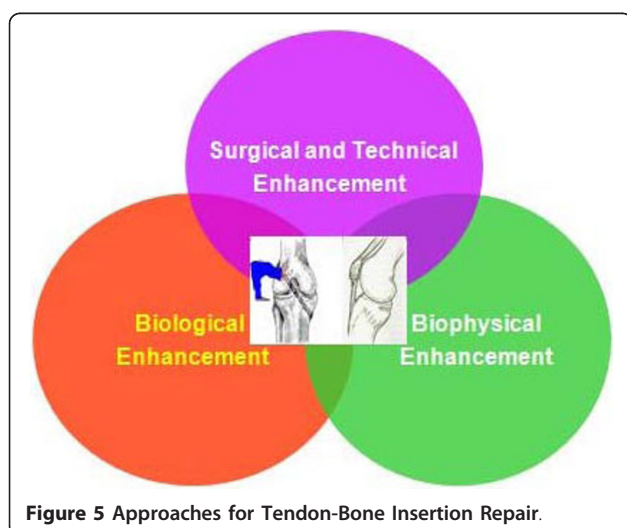 Surgical and Technical
Enhancement
Biological
Enhancement
Biophysical
Enhancement
Figure 5 Approaches for Tendon-Bone Insertion Repair.